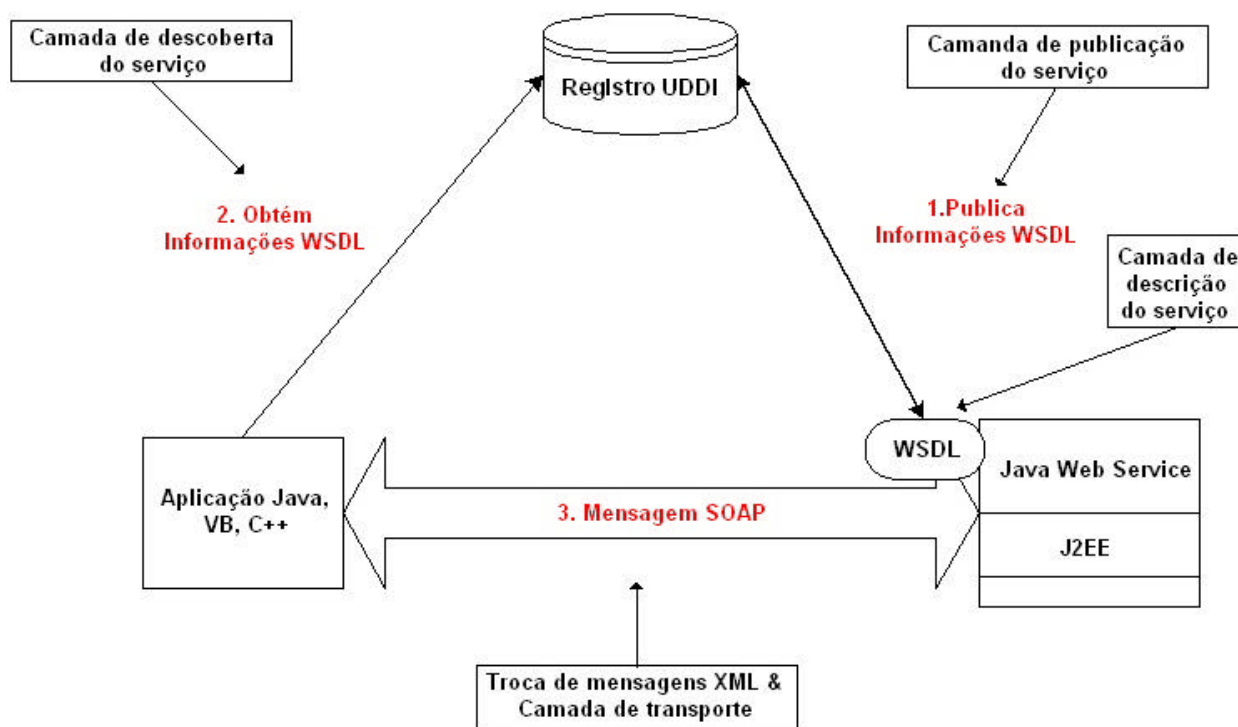 Camada de descoberta
do serviço
Registro UDDI
Camanda de publicação
do serviço
2. Obtém
Informações WSDL
1.Publica
Informações WSDL
Camada de
descrição
do serviço
WSDL
Aplicação Java,
VB, C++
3. Mensagem SOAP
Java Web Service
J2EE
Troca de mensagens XML &
Camada de transporte